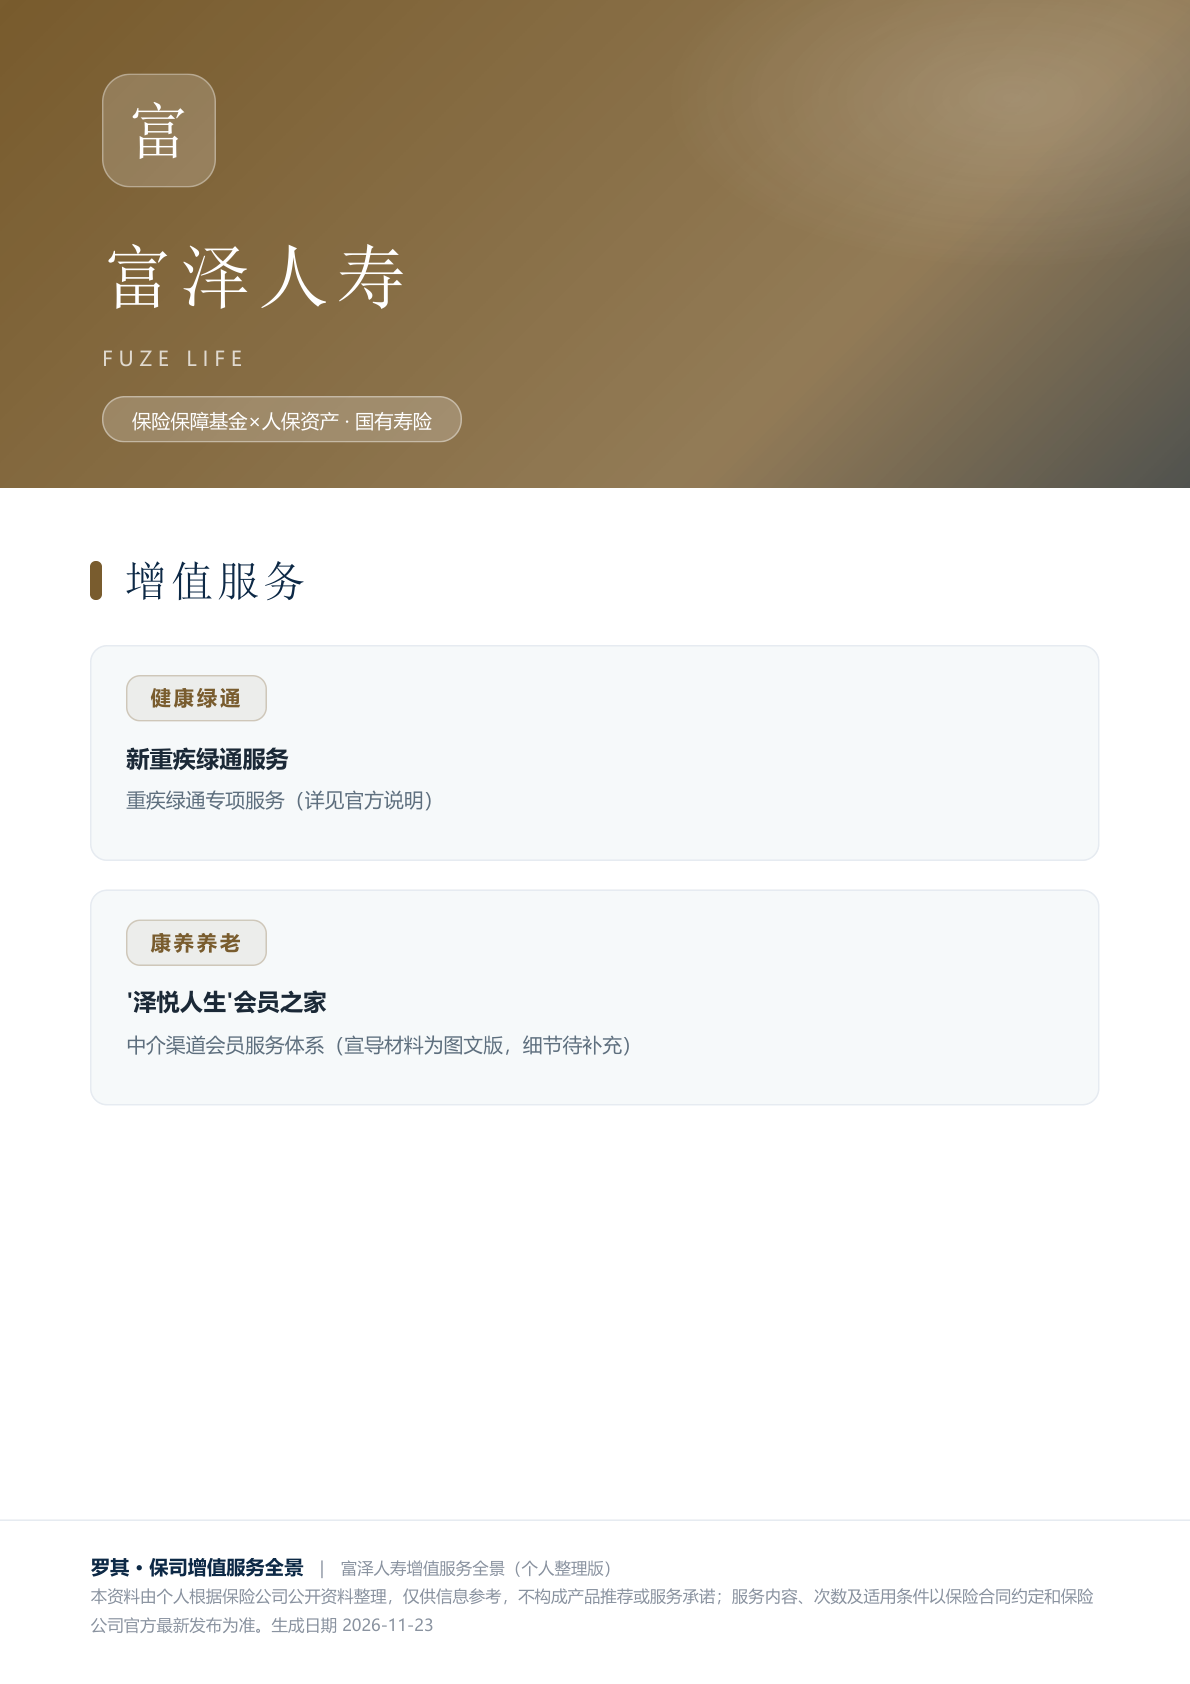 富
富泽人寿
FUZE LIFE
保险保障基金×人保资产 · 国有寿险
增值服务
健康绿通
新重疾绿通服务
重疾绿通专项服务（详见官方说明）
康养养老
'泽悦人生'会员之家
中介渠道会员服务体系（宣导材料为图文版，细节待补充）
罗其 • 保司增值服务全景 | 富泽人寿增值服务全景（个人整理版）
本资料由个人根据保险公司公开资料整理，仅供信息参考，不构成产品推荐或服务承诺；服务内容、次数及适用条件以保险合同约定和保险
公司官方最新发布为准。生成日期 2026-11-23